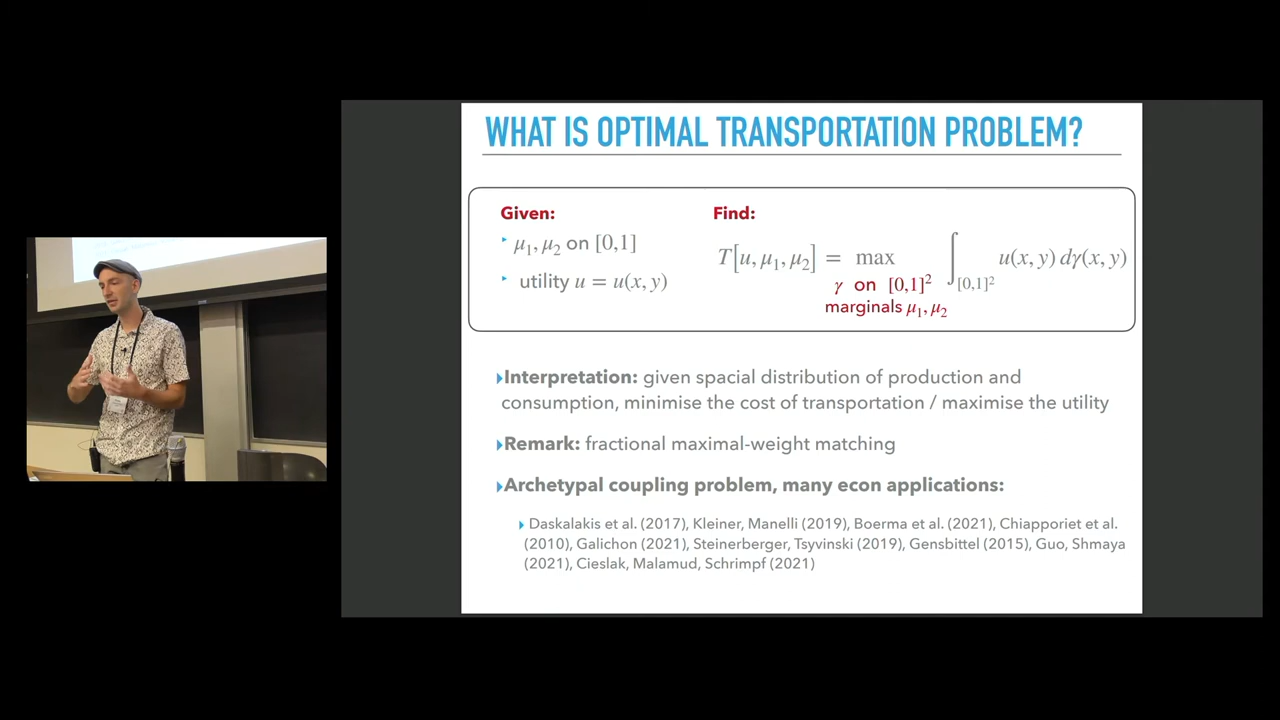 WHAT IS OPTIMAL TRANSPORTATION PROBLEM?
Given:
▸ μ₁, μ₂ on [0,1]
▸ utility u = u(x, y)
Find:
T[u, μ₁, μ₂] = max ∫_{[0,1]²} u(x, y) dγ(x, y)
γ on [0,1]²
marginals μ₁, μ₂
▸Interpretation: given spacial distribution of production and
consumption, minimise the cost of transportation / maximise the utility
▸Remark: fractional maximal-weight matching
▸Archetypal coupling problem, many econ applications:
▸ Daskalakis et al. (2017), Kleiner, Manelli (2019), Boerma et al. (2021), Chiapporiet et al.
(2010), Galichon (2021), Steinerberger, Tsyvinski (2019), Gensbittel (2015), Guo, Shmaya
(2021), Cieslak, Malamud, Schrimpf (2021)